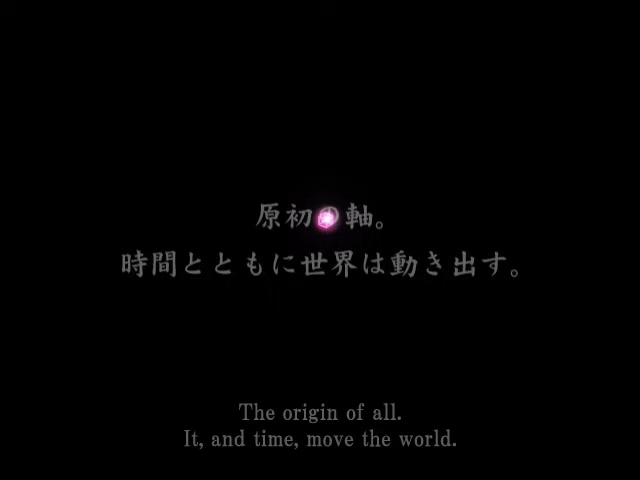 原初の軸。
時間とともに世界は動き出す。
The origin of all.
It, and time, move the world.